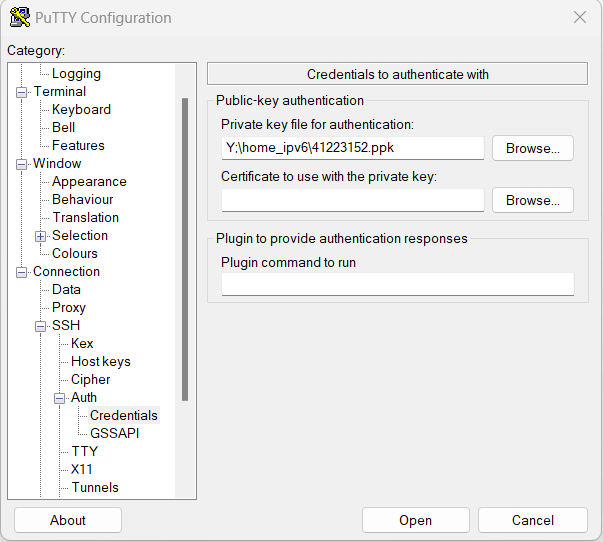 PuTTY Configuration
Category:
Logging
Terminal
Keyboard
Bell
Features
Window
Appearance
Behaviour
Translation
Selection
Colours
Connection
Data
Proxy
SSH
Kex
Host keys
Cipher
Auth
Credentials
GSSAPI
TTY
X11
Tunnels
Credentials to authenticate with
Public-key authentication
Private key file for authentication:
Y;\home_ipv6\41223152.ppk
Browse...
Certificate to use with the private key:
Browse...
Plugin to provide authentication responses
Plugin command to run
About
Open
Cancel